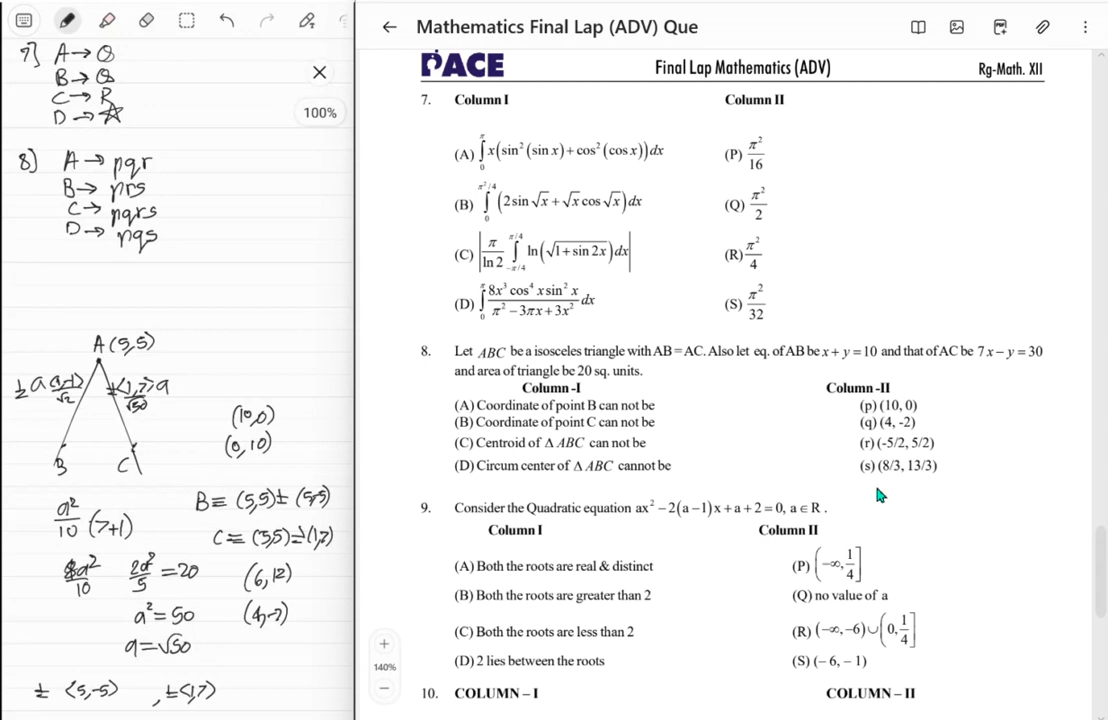 Mathematics Final Lap (ADV) Que
100%
7] A→Q
B→Q
C→R
D→
8) A→ pqr
B→ prs
C→ pqrs
D→ pqs
A (5,5)
(10,0)
(0,10)
B C
B≡ (5,5)± (5,-5)
C≡ (5,5)±(1,7)
a²/10 (7+1)
8a²/10 2a²/5 =20 (6,12)
a²=50 (4,-2)
a=√50
± (5,-5) , ±(1,7)
PACE Final Lap Mathematics (ADV) Rg-Math. XII
7. Column I Column II
(A) ∫₀^π x(sin²(sin x)+cos²(cos x))dx (P) π²/16
(B) ∫₀^(π²/4) (2sin√x+√x cos√x)dx (Q) π²/2
(C) |π/ln 2 ∫_(-π/4)^(π/4) ln(√(1+sin 2x))dx| (R) π²/4
(D) ∫₀^π (8x³cos⁴x sin²x)/(π²−3πx+3x²) dx (S) π²/32
8. Let ABC be a isosceles triangle with AB=AC. Also let eq. of AB be x+y=10 and that of AC be 7x−y=30
and area of triangle be 20 sq. units.
Column-I Column -II
(A) Coordinate of point B can not be (p) (10, 0)
(B) Coordinate of point C can not be (q) (4, -2)
(C) Centroid of Δ ABC can not be (r) (-5/2, 5/2)
(D) Circum center of Δ ABC cannot be (s) (8/3, 13/3)
9. Consider the Quadratic equation ax²−2(a−1)x+a+2=0, a∈R.
Column I Column II
(A) Both the roots are real & distinct (P) (−∞, 1/4]
(B) Both the roots are greater than 2 (Q) no value of a
(C) Both the roots are less than 2 (R) (−∞,−6)∪(0, 1/4]
(D) 2 lies between the roots (S) (− 6, − 1)
140%
10. COLUMN – I COLUMN – II